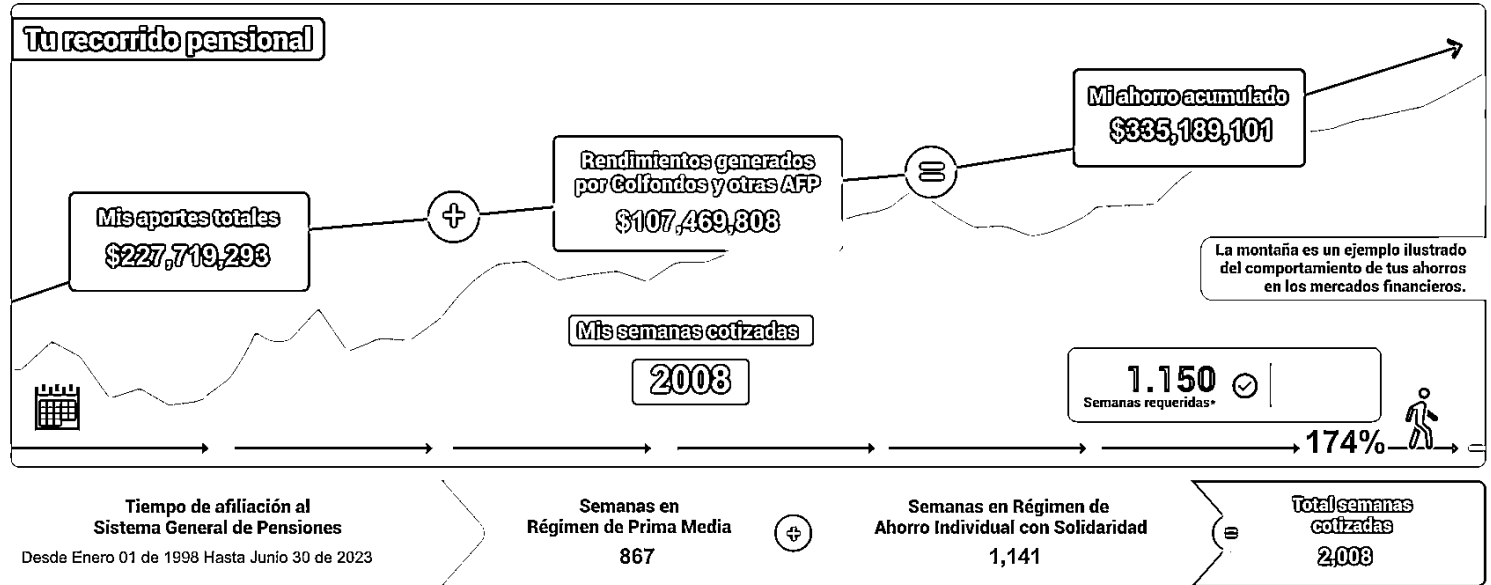 Tu recorrido pensional
Mi ahorro acumulado
$335,189,101
Rendimientos generados
por Colfondos y otras AFP
$107,469,808
+
=
Mis aportes totales
$227,719,293
La montaña es un ejemplo ilustrado
del comportamiento de tus ahorros
en los mercados financieros.
Mis semanas cotizadas
2008
1.150
Semanas requeridas*
174%
=
Tiempo de afiliación al
Sistema General de Pensiones
Desde Enero 01 de 1998 Hasta Junio 30 de 2023
Semanas en
Régimen de Prima Media
867
+
Semanas en Régimen de
Ahorro Individual con Solidaridad
1,141
=
Total semanas
cotizadas
2,008